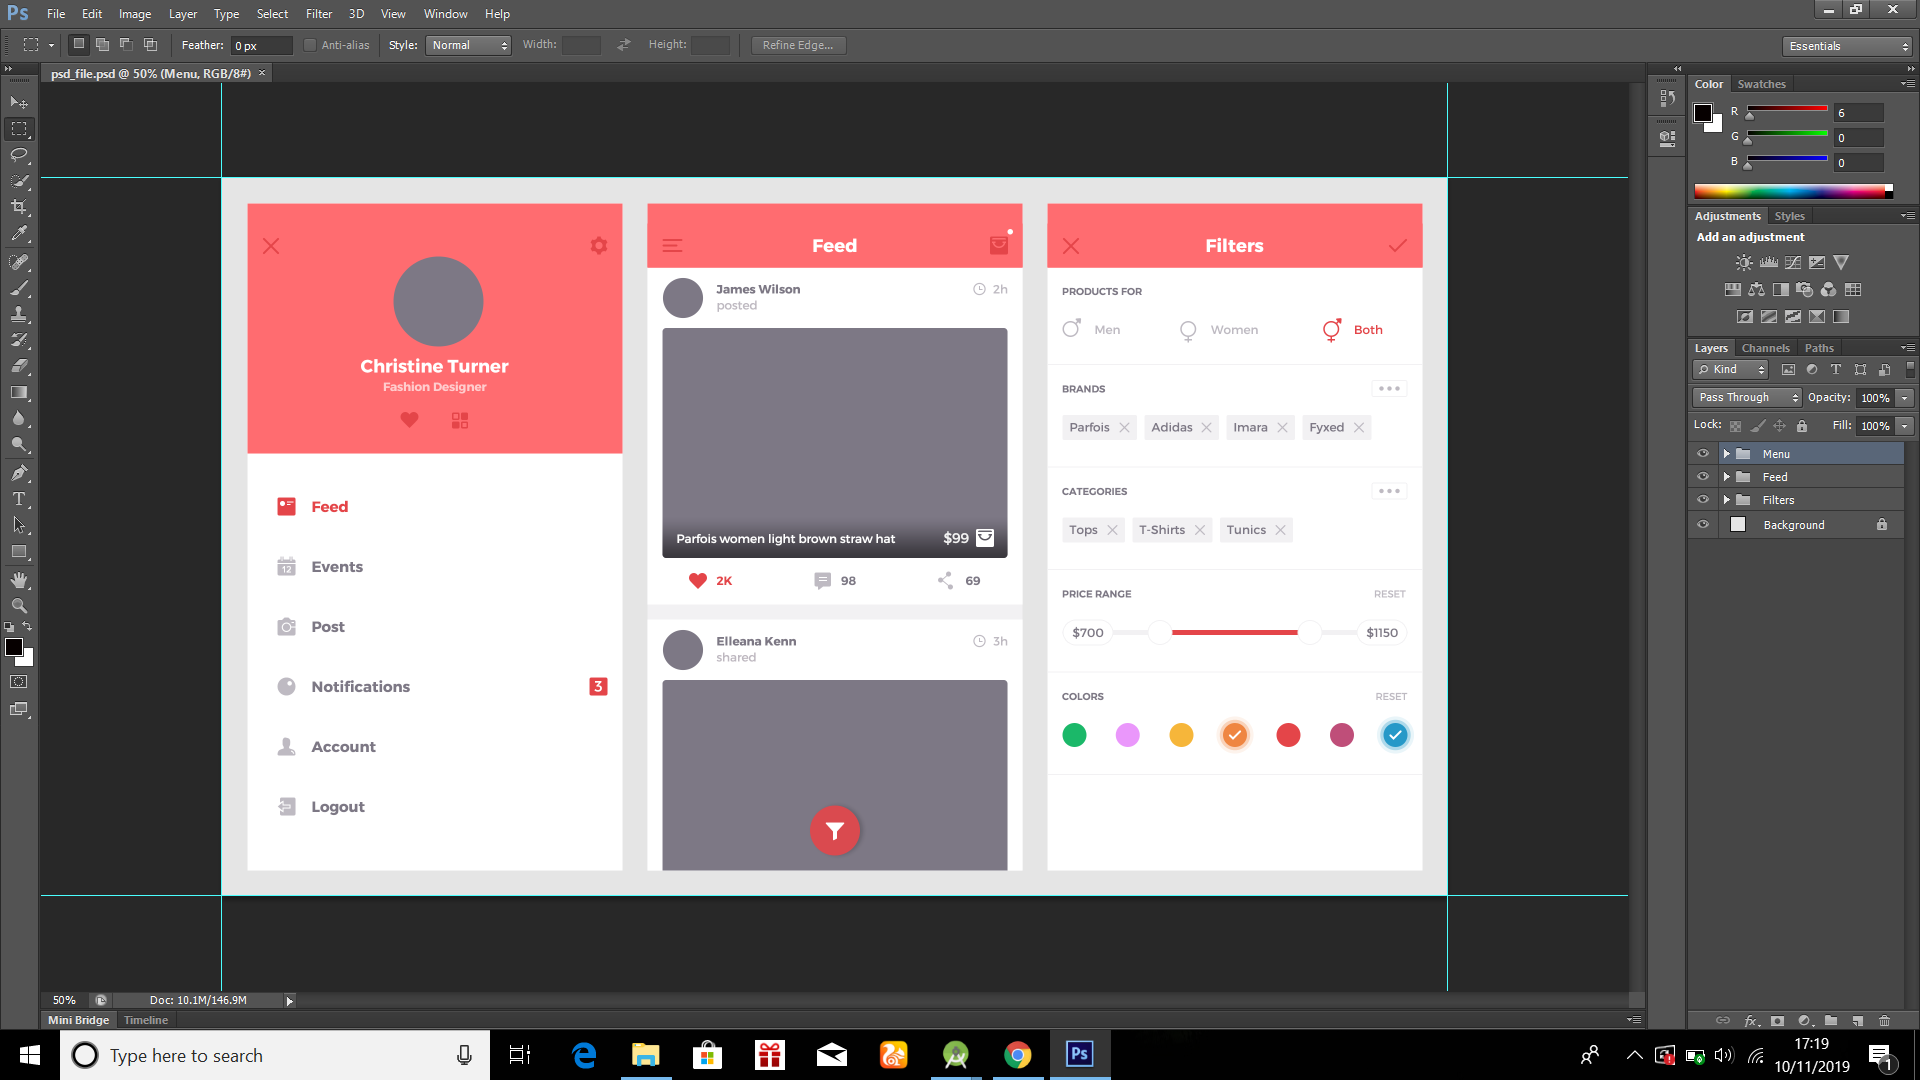 Ps File Edit Image Layer Type Select Filter 3D View Window Help
Feather: 0 px Anti-alias Style: Normal Width: Height: Refine Edge... Essentials
psd_file.psd @ 50% (Menu, RGB/8#) ×
Christine Turner
Fashion Designer
Feed
12
Events
Post
Notifications 3
Account
Logout
Feed
James Wilson 2h
posted
Parfois women light brown straw hat $99
2K 98 69
Elleana Kenn 3h
shared
Filters
PRODUCTS FOR
Men Women Both
BRANDS
Parfois Adidas Imara Fyxed
CATEGORIES
Tops T-Shirts Tunics
PRICE RANGE RESET
$700 $1150
COLORS RESET
Color Swatches
R 6
G 0
B 0
Adjustments Styles
Add an adjustment
Layers Channels Paths
Kind
Pass Through Opacity: 100%
Lock: Fill: 100%
Menu
Feed
Filters
Background
50% Doc: 10.1M/146.9M
Mini Bridge Timeline
Type here to search
Ps
17:19
10/11/2019
1